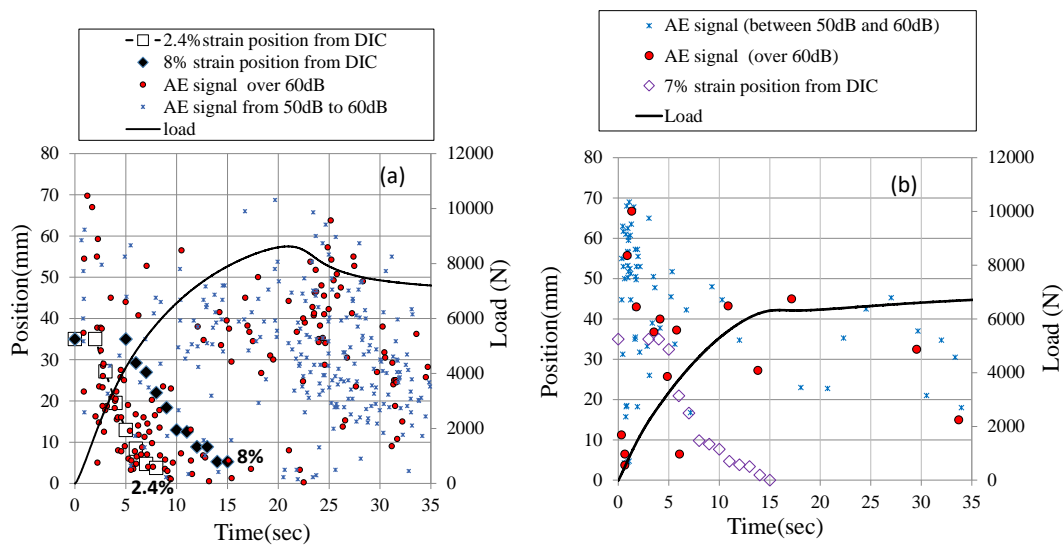 2.4% strain position from DIC
8% strain position from DIC
AE signal over 60dB
AE signal from 50dB to 60dB
load
AE signal (between 50dB and 60dB)
AE signal (over 60dB)
7% strain position from DIC
Load
80
70
60
50
40
30
20
10
0
Position(mm)
(a)
8%
2.4%
12000
10000
8000
6000
4000
2000
0
Load (N)
0 5 10 15 20 25 30 35
Time(sec)
80
70
60
50
40
30
20
10
0
Position(mm)
(b)
12000
10000
8000
6000
4000
2000
0
Load (N)
0 5 10 15 20 25 30 35
Time(sec)